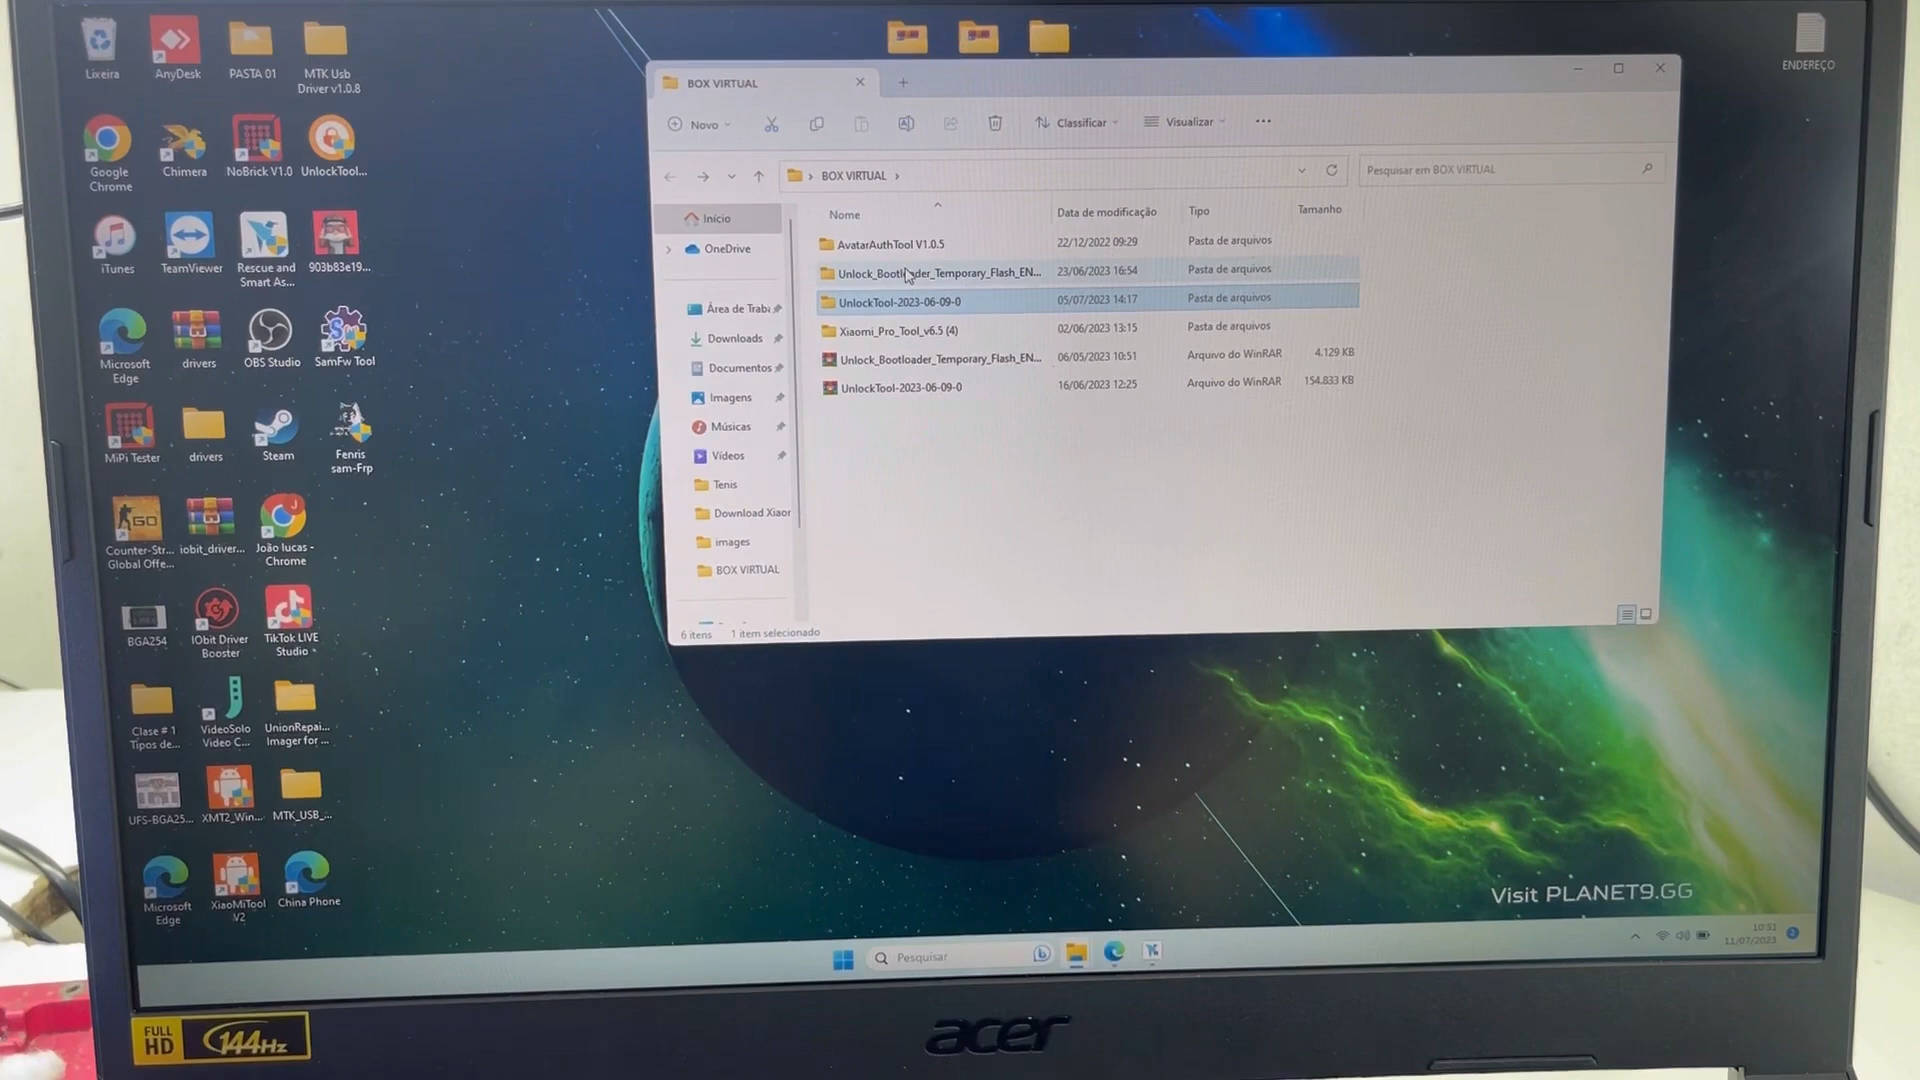 Lixeira
AnyDesk
PASTA 01
MTK Usb
Driver v1.0.8
Google
Chrome
Chimera
NoBrick V1.0
UnlockTool...
iTunes
TeamViewer
Rescue and
Smart As...
903b83e19...
Microsoft
Edge
drivers
OBS Studio
SamFw Tool
MiPi Tester
drivers
Steam
Fenris
sam-Frp
GO
Counter-Str...
Global Offe...
iobit_driver...
João lucas -
Chrome
BGA254
IObit Driver
Booster
TikTok LIVE
Studio
Clase # 1
Tipos de...
VideoSolo
Video C...
UnionRepai...
Imager for ...
UFS-BGA25...
XMT2_Win...
MTK_USB_...
Microsoft
Edge
XiaoMiTool
V2
China Phone
ENDEREÇO
BOX VIRTUAL
Novo
Classificar
Visualizar
BOX VIRTUAL
Pesquisar em BOX VIRTUAL
Início
OneDrive
Área de Traba
Downloads
Documentos
Imagens
Músicas
Vídeos
Tenis
Download Xiaor
images
BOX VIRTUAL
Nome Data de modificação Tipo Tamanho
AvatarAuthTool V1.0.5 22/12/2022 09:29 Pasta de arquivos
Unlock_Bootloader_Temporary_Flash_EN... 23/06/2023 16:54 Pasta de arquivos
UnlockTool-2023-06-09-0 05/07/2023 14:17 Pasta de arquivos
Xiaomi_Pro_Tool_v6.5 (4) 02/06/2023 13:15 Pasta de arquivos
Unlock_Bootloader_Temporary_Flash_EN... 06/05/2023 10:51 Arquivo do WinRAR 4.129 KB
UnlockTool-2023-06-09-0 16/06/2023 12:25 Arquivo do WinRAR 154.833 KB
6 itens 1 item selecionado
Visit PLANET9.GG
Pesquisar
10:51
11/07/2023
FULL
HD
144Hz
acer